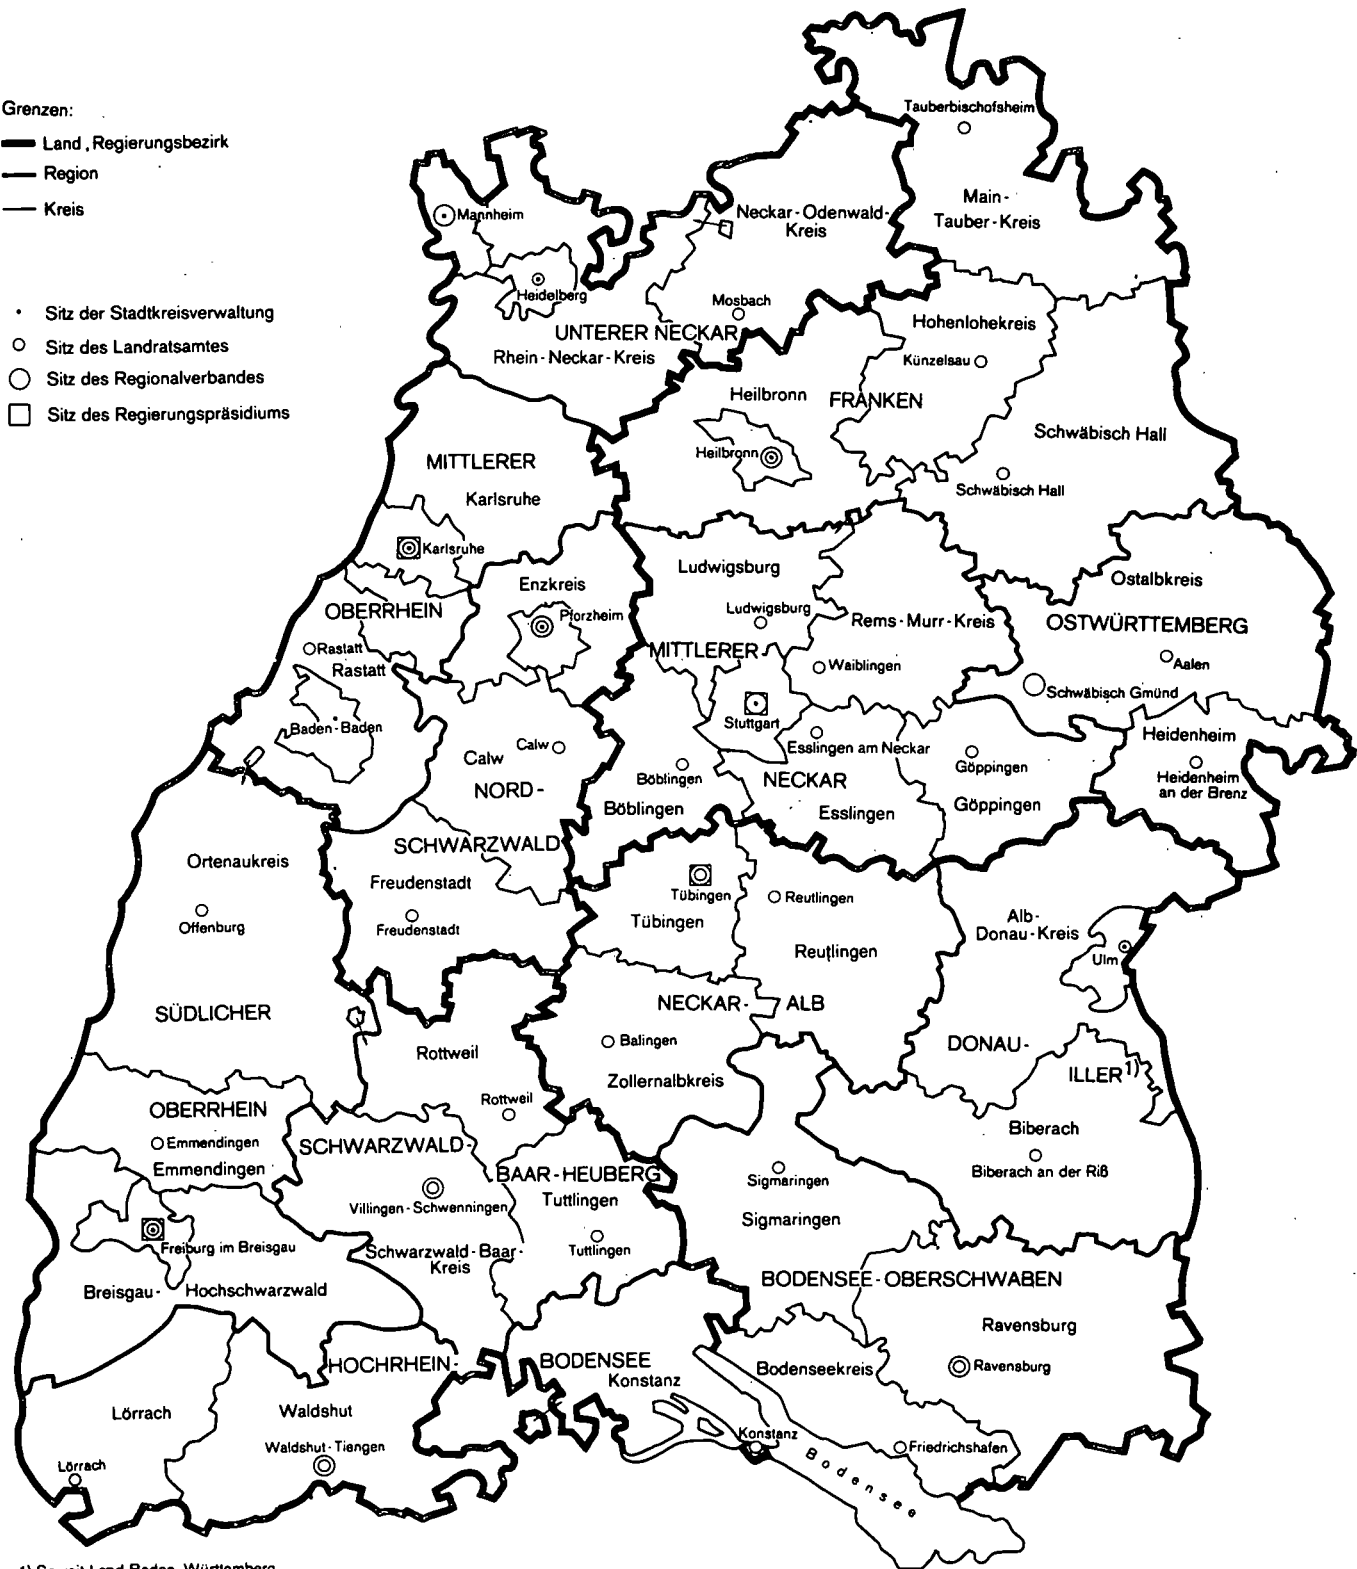 Grenzen:
Land, Regierungsbezirk
Region
Kreis
Sitz der Stadtkreisverwaltung
Sitz des Landratsamtes
Sitz des Regionalverbandes
Sitz des Regierungspräsidiums
Tauberbischofsheim
Main-
Tauber-Kreis
Mannheim
Neckar-Odenwald-
Kreis
Heidelberg
Mosbach
UNTERER NECKAR
Rhein-Neckar-Kreis
Hohenlohekreis
Künzelsau
Heilbronn
FRANKEN
Schwäbisch Hall
Heilbronn
Schwäbisch Hall
MITTLERER
Karlsruhe
Karlsruhe
Enzkreis
Pforzheim
OBERRHEIN
Rastatt
Rastatt
Baden-Baden
Ludwigsburg
Ludwigsburg
Rems-Murr-Kreis
MITTLERER
Waiblingen
Stuttgart
Ostalbkreis
OSTWÜRTTEMBERG
Aalen
Schwäbisch Gmünd
Heidenheim
Heidenheim
an der Brenz
Calw
Calw
NORD-
SCHWARZWALD
Böblingen
Böblingen
Esslingen am Neckar
NECKAR
Esslingen
Göppingen
Göppingen
Ortenaukreis
Offenburg
Freudenstadt
Freudenstadt
Tübingen
Tübingen
Reutlingen
Reutlingen
Alb-
Donau-Kreis
Ulm
SÜDLICHER
NECKAR-ALB
Balingen
Zollernalbkreis
DONAU-
ILLER 1)
Rottweil
Rottweil
OBERRHEIN
Emmendingen
Emmendingen
SCHWARZWALD-
BAAR-HEUBERG
Villingen-Schwenningen
Tuttlingen
Tuttlingen
Schwarzwald-Baar-
Kreis
Biberach
Biberach an der Riß
Sigmaringen
Sigmaringen
Freiburg im Breisgau
Breisgau-Hochschwarzwald
BODENSEE-OBERSCHWABEN
Ravensburg
Ravensburg
HOCHRHEIN-
BODENSEE
Konstanz
Bodenseekreis
Lörrach
Waldshut
Waldshut-Tiengen
Lörrach
Konstanz
Friedrichshafen
Bodensee
1) Soweit Land Baden-Württemberg